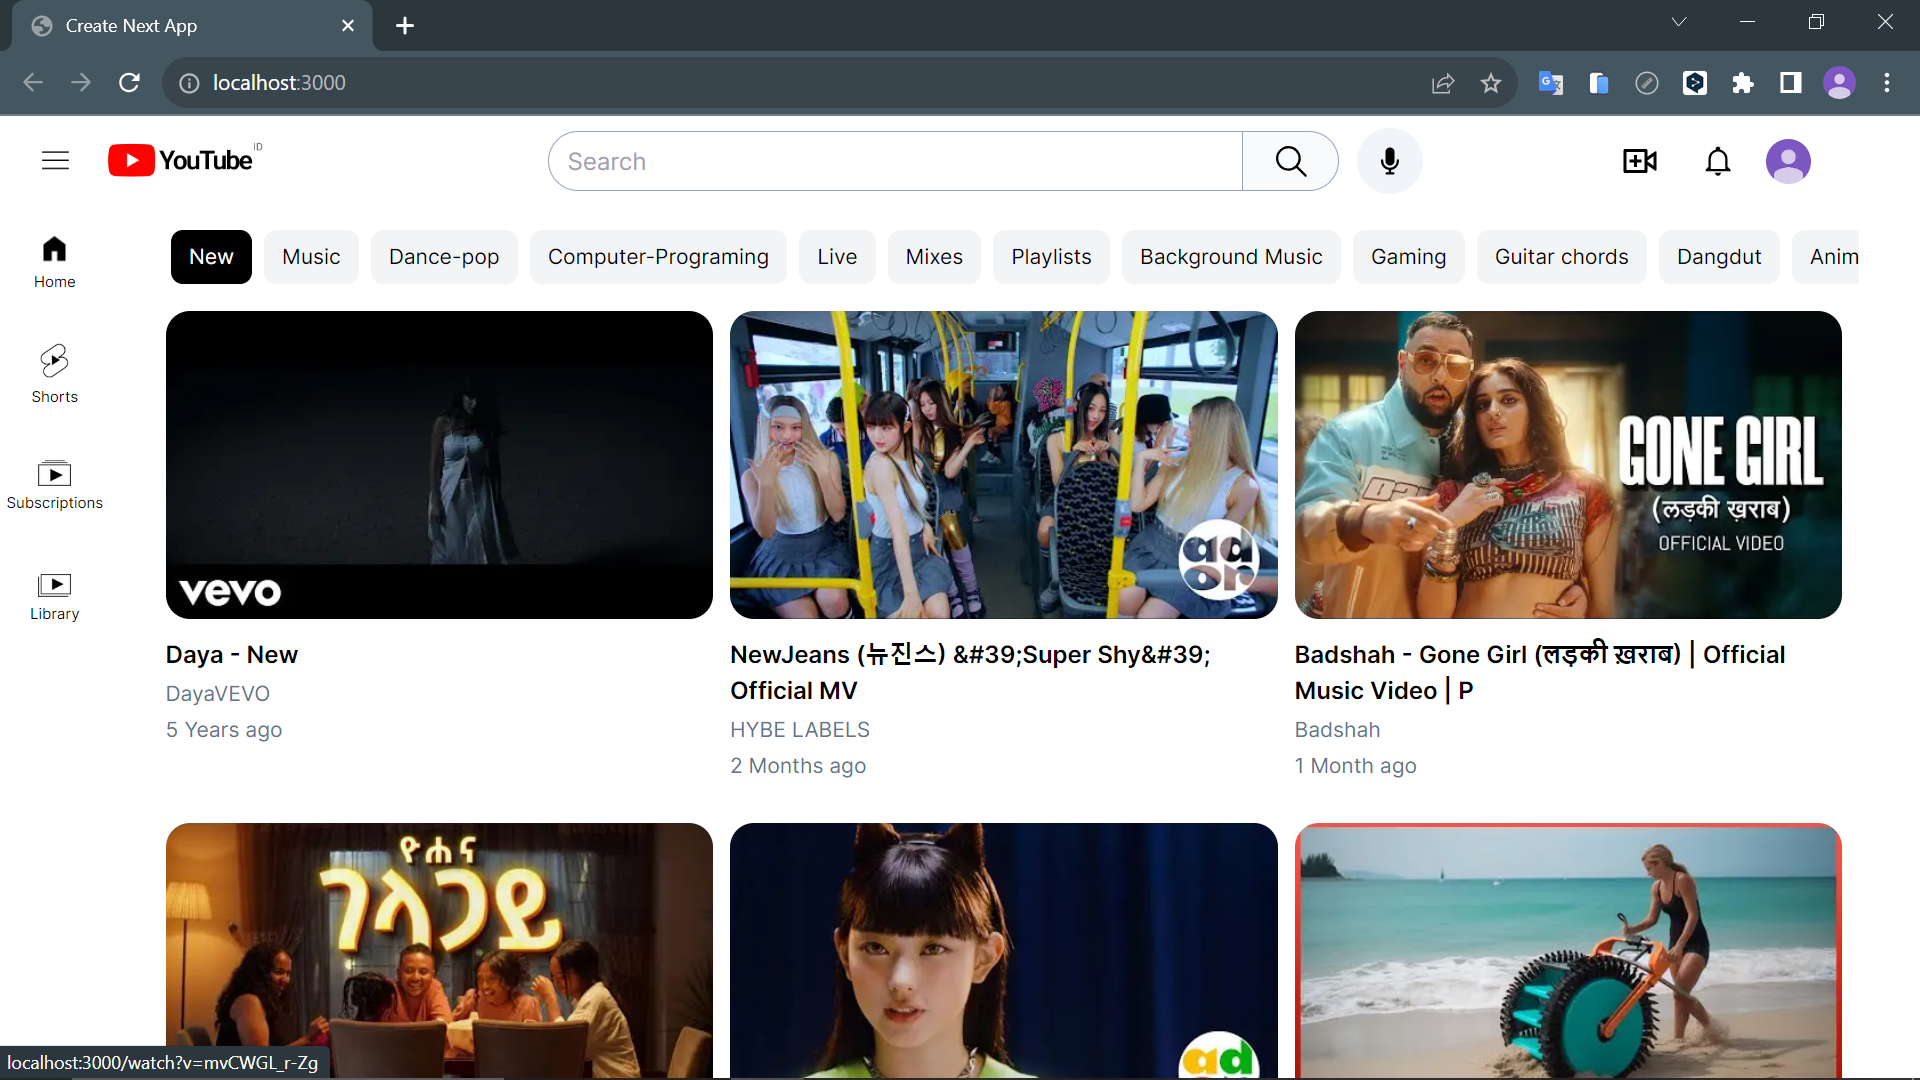 Create Next App
localhost:3000
YouTube ID
Search
New
Music
Dance-pop
Computer-Programing
Live
Mixes
Playlists
Background Music
Gaming
Guitar chords
Dangdut
Anim
Home
Shorts
Subscriptions
Library
vevo
ador
GONE GIRL
(लड़की ख़राब)
OFFICIAL VIDEO
Daya - New
DayaVEVO
5 Years ago
NewJeans (뉴진스) &#39;Super Shy&#39;
Official MV
HYBE LABELS
2 Months ago
Badshah - Gone Girl (लड़की ख़राब) | Official
Music Video | P
Badshah
1 Month ago
ዮሐና
ገላጋይ
ad
localhost:3000/watch?v=mvCWGL_r-Zg